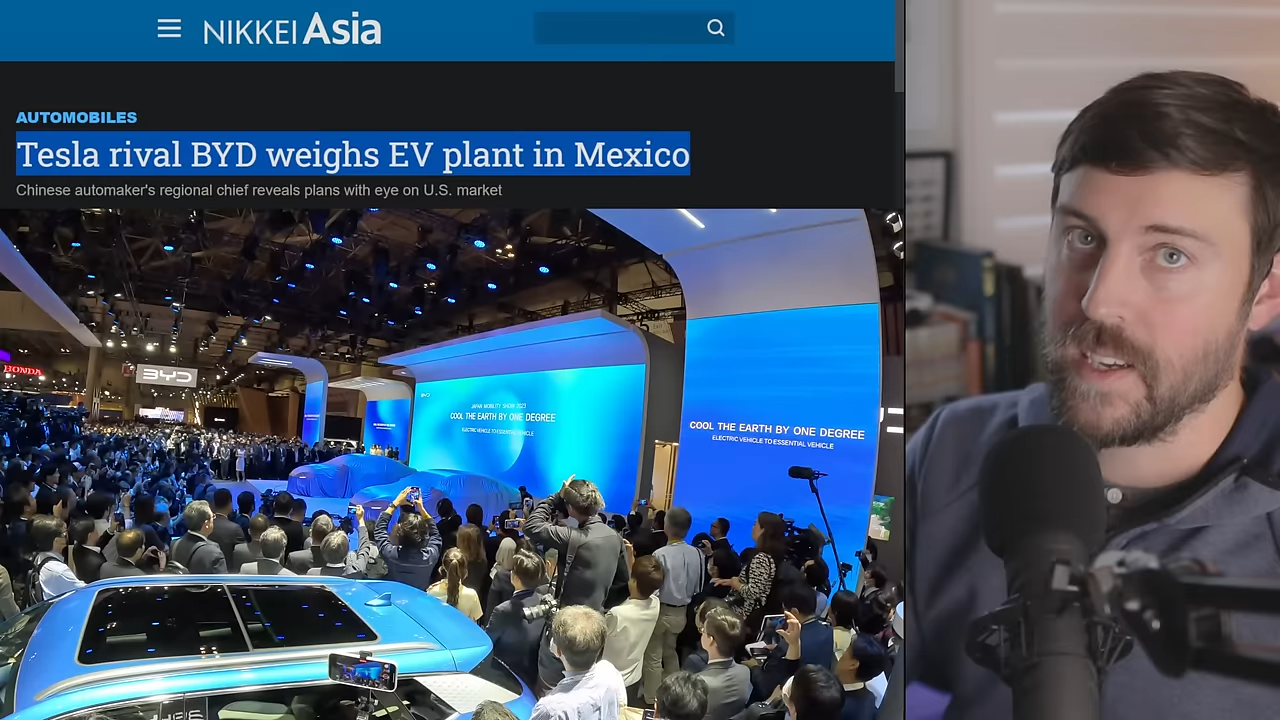 NIKKEI Asia
AUTOMOBILES
Tesla rival BYD weighs EV plant in Mexico
Chinese automaker's regional chief reveals plans with eye on U.S. market
HONDA
BYD
BYD
JAPAN MOBILITY SHOW 2023
COOL THE EARTH BY ONE DEGREE
ELECTRIC VEHICLE TO ESSENTIAL VEHICLE
COOL THE EARTH BY ONE DEGREE
ELECTRIC VEHICLE TO ESSENTIAL VEHICLE